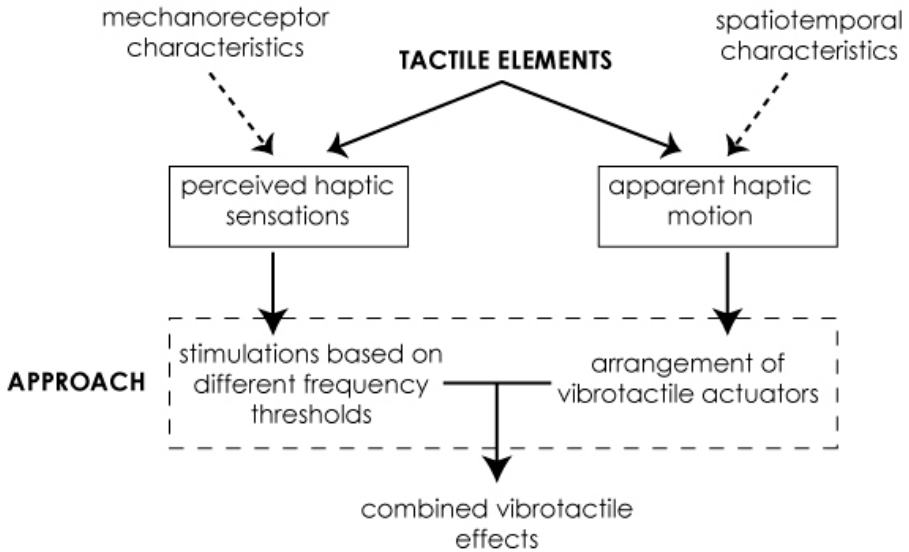 mechanoreceptor
characteristics
spatiotemporal
characteristics
TACTILE ELEMENTS
perceived haptic
sensations
apparent haptic
motion
APPROACH
stimulations based on
different frequency
thresholds
arrangement of
vibrotactile actuators
combined vibrotactile
effects